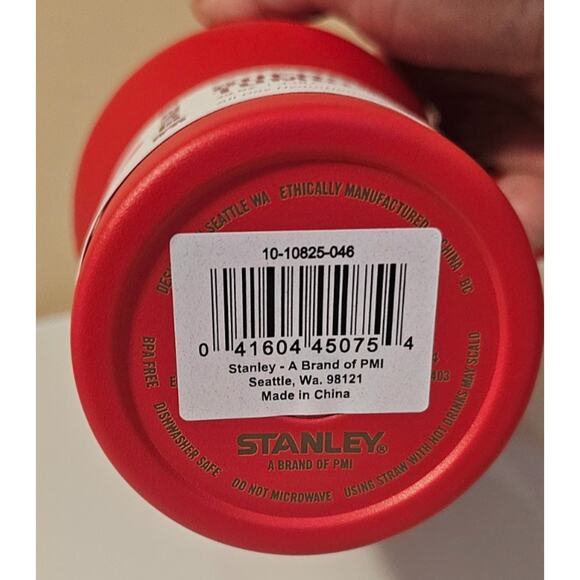 SEATTLE WA
ETHICALLY MANUFACTURED
CHINA - BC
10-10825-046
0 41604 45075 4
Stanley - A Brand of PMI
Seattle, Wa. 98121
Made in China
BPA FREE
DISHWASHER SAFE
DO NOT MICROWAVE
USING STRAW WITH HOT DRINKS MAY SCALD
STANLEY®
A BRAND OF PMI